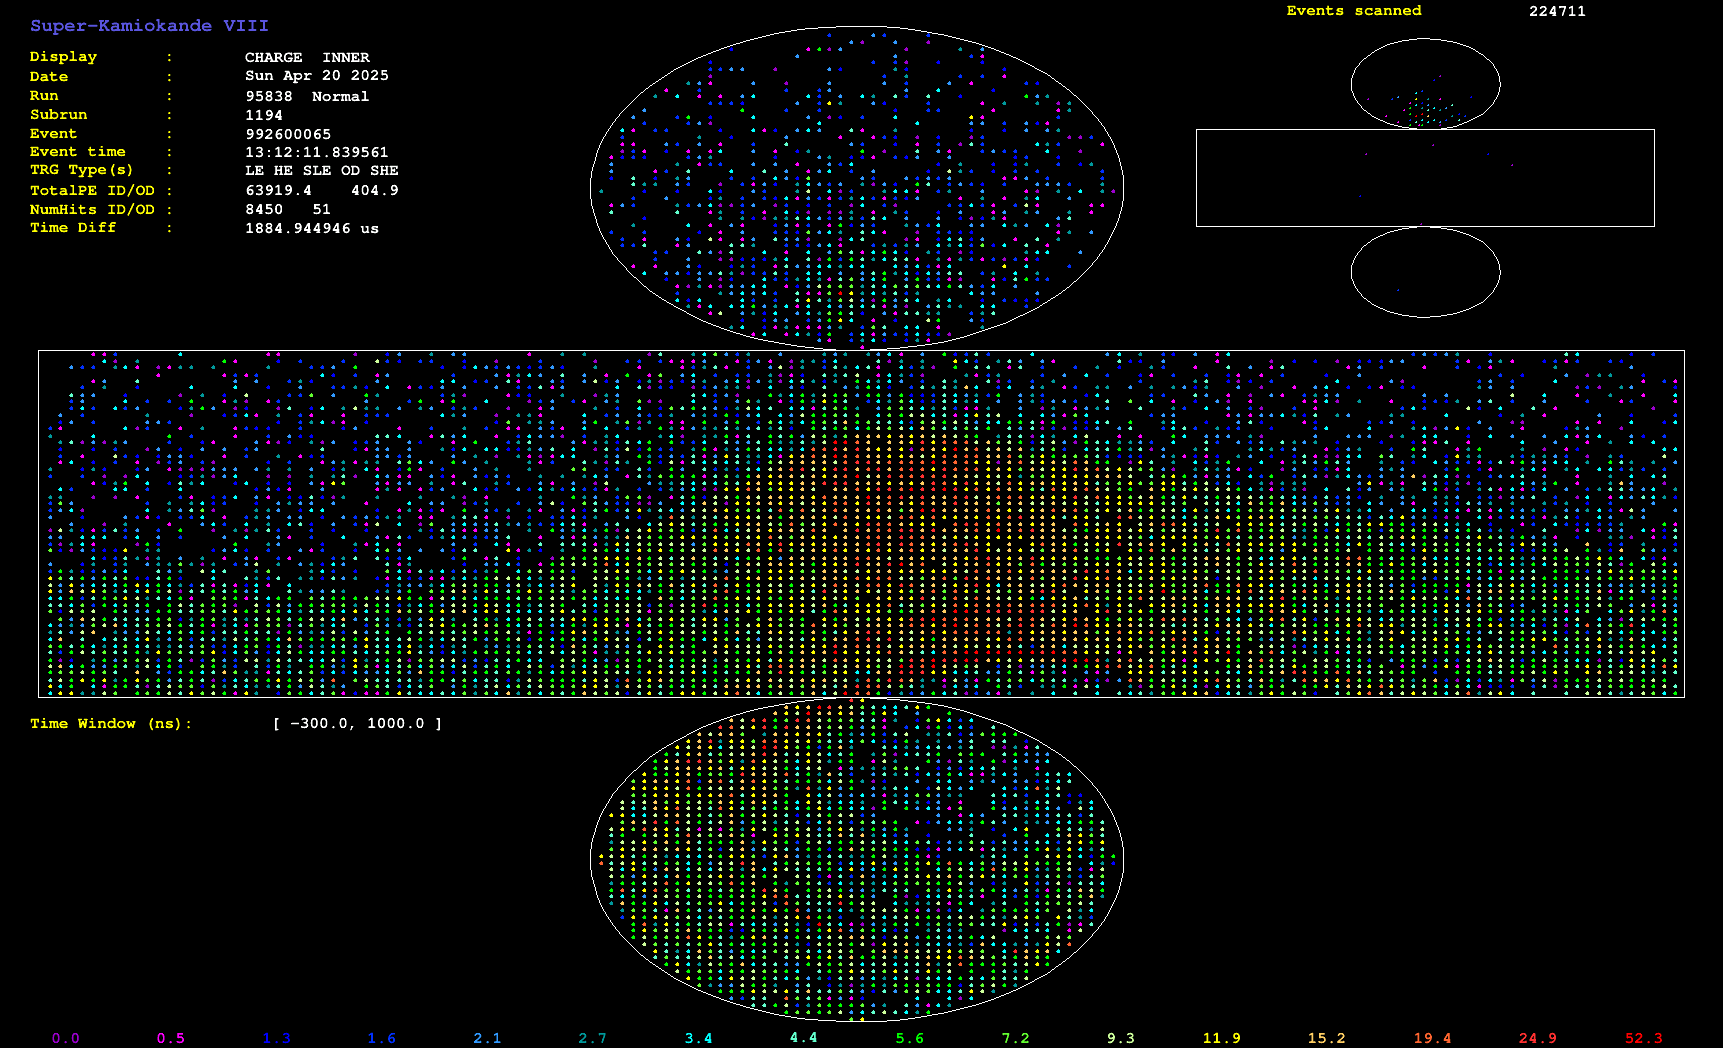 Super-Kamiokande VIII
Events scanned 224711
Display : CHARGE INNER
Date : Sun Apr 20 2025
Run : 95838 Normal
Subrun : 1194
Event : 992600065
Event time : 13:12:11.839561
TRG Type(s) : LE HE SLE OD SHE
TotalPE ID/OD : 63919.4 404.9
NumHits ID/OD : 8450 51
Time Diff : 1884.944946 us
Time Window (ns): [ -300.0, 1000.0 ]
0.0 0.5 1.3 1.6 2.1 2.7 3.4 4.4 5.6 7.2 9.3 11.9 15.2 19.4 24.9 52.3